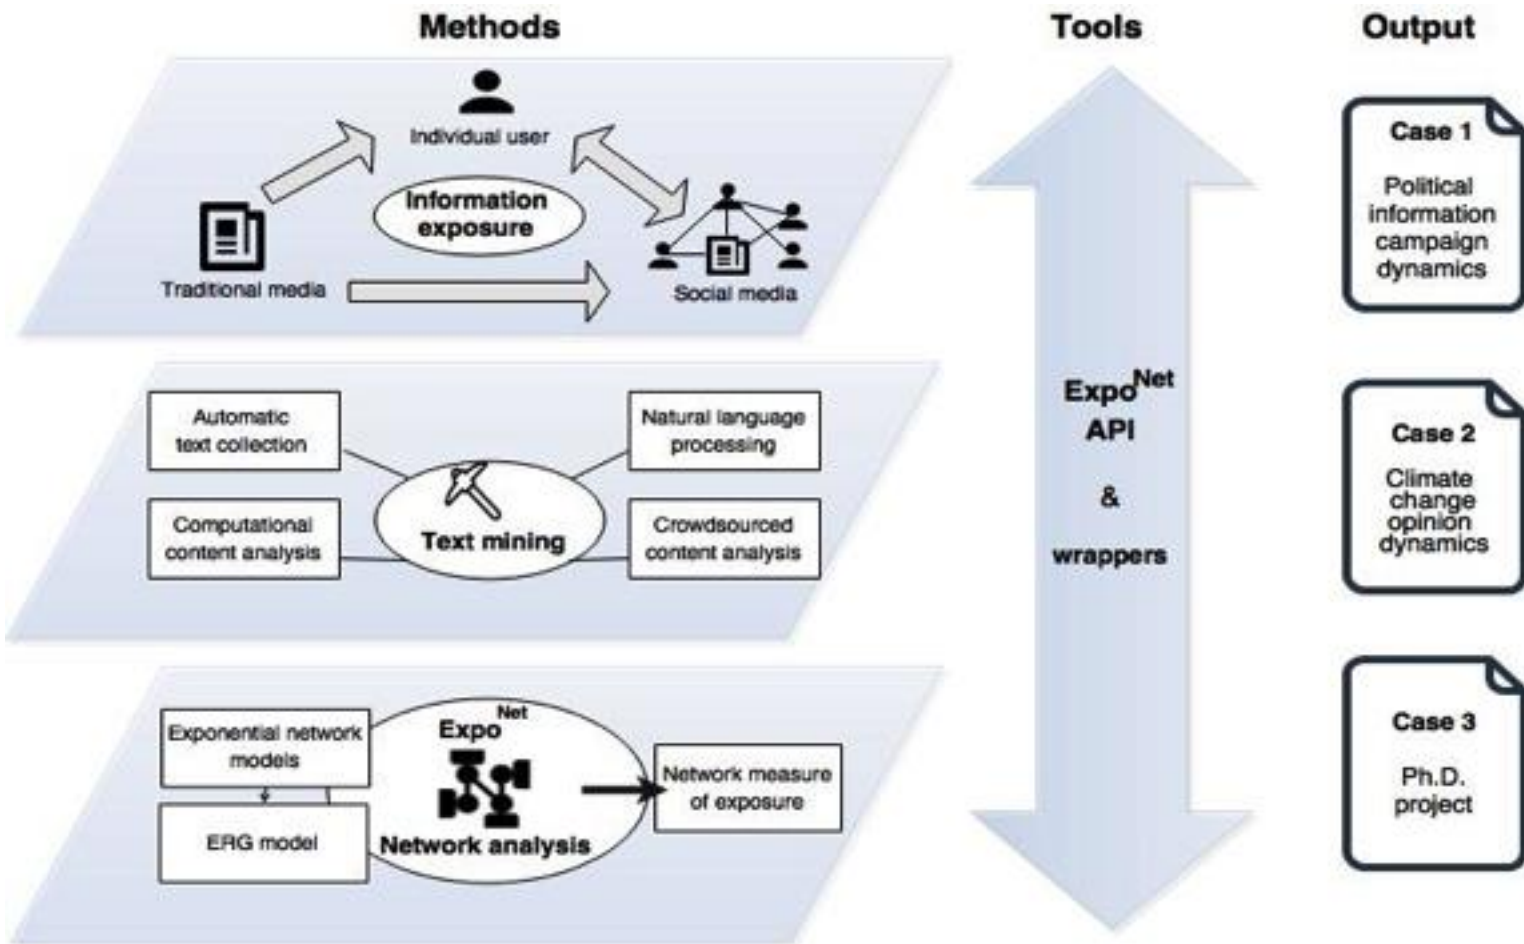 Methods
Tools
Output
Individual user
Information
exposure
Traditional media
Social media
Automatic
text collection
Natural language
processing
Computational
content analysis
Text mining
Crowdsourced
content analysis
Exponential network
models
ERG model
Expo Net
Network analysis
Network measure
of exposure
Expo Net
API
&
wrappers
Case 1
Political
information
campaign
dynamics
Case 2
Climate
change
opinion
dynamics
Case 3
Ph.D.
project